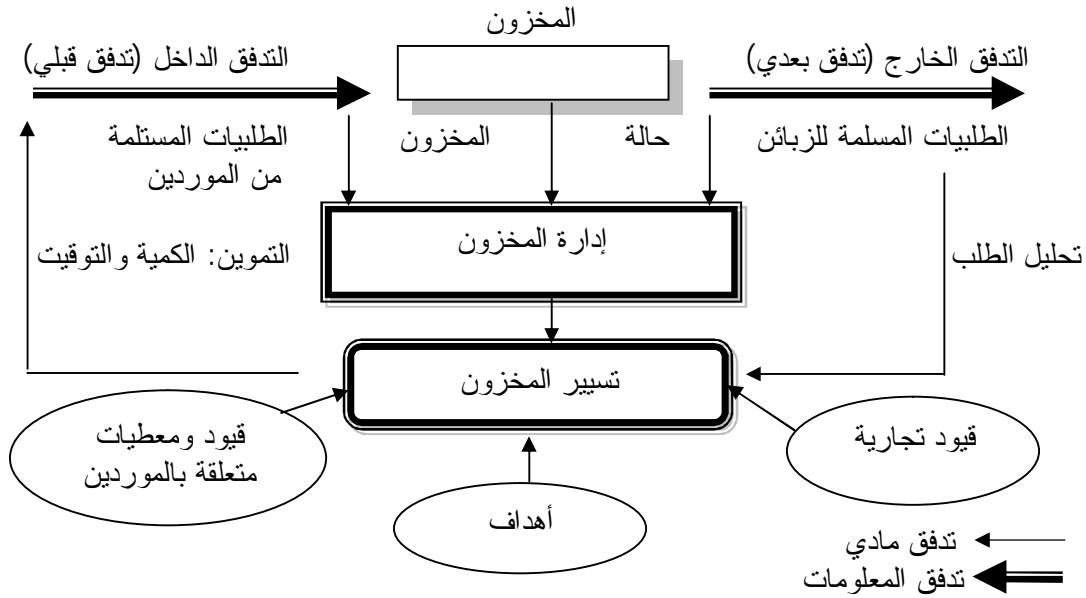 المخزون
التدفق الخارج (تدفق بعدي)
التدفق الداخل (تدفق قبلي)
الطلبيات المسلمة للزبائن
حالة
المخزون
الطلبيات المستلمة
من الموردين
إدارة المخزون
تحليل الطلب
التموين: الكمية والتوقيت
تسيير المخزون
قيود تجارية
قيود ومعطيات
متعلقة بالموردين
أهداف
تدفق مادي
تدفق المعلومات